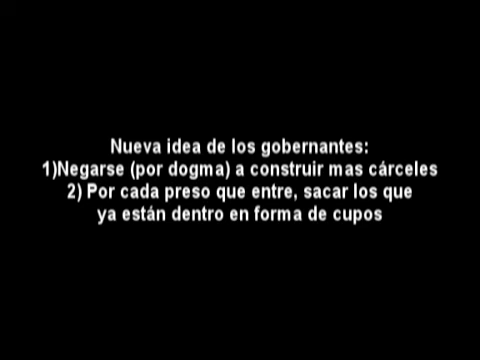 Nueva idea de los gobernantes:
1)Negarse (por dogma) a construir mas cárceles
2) Por cada preso que entre, sacar los que
ya están dentro en forma de cupos